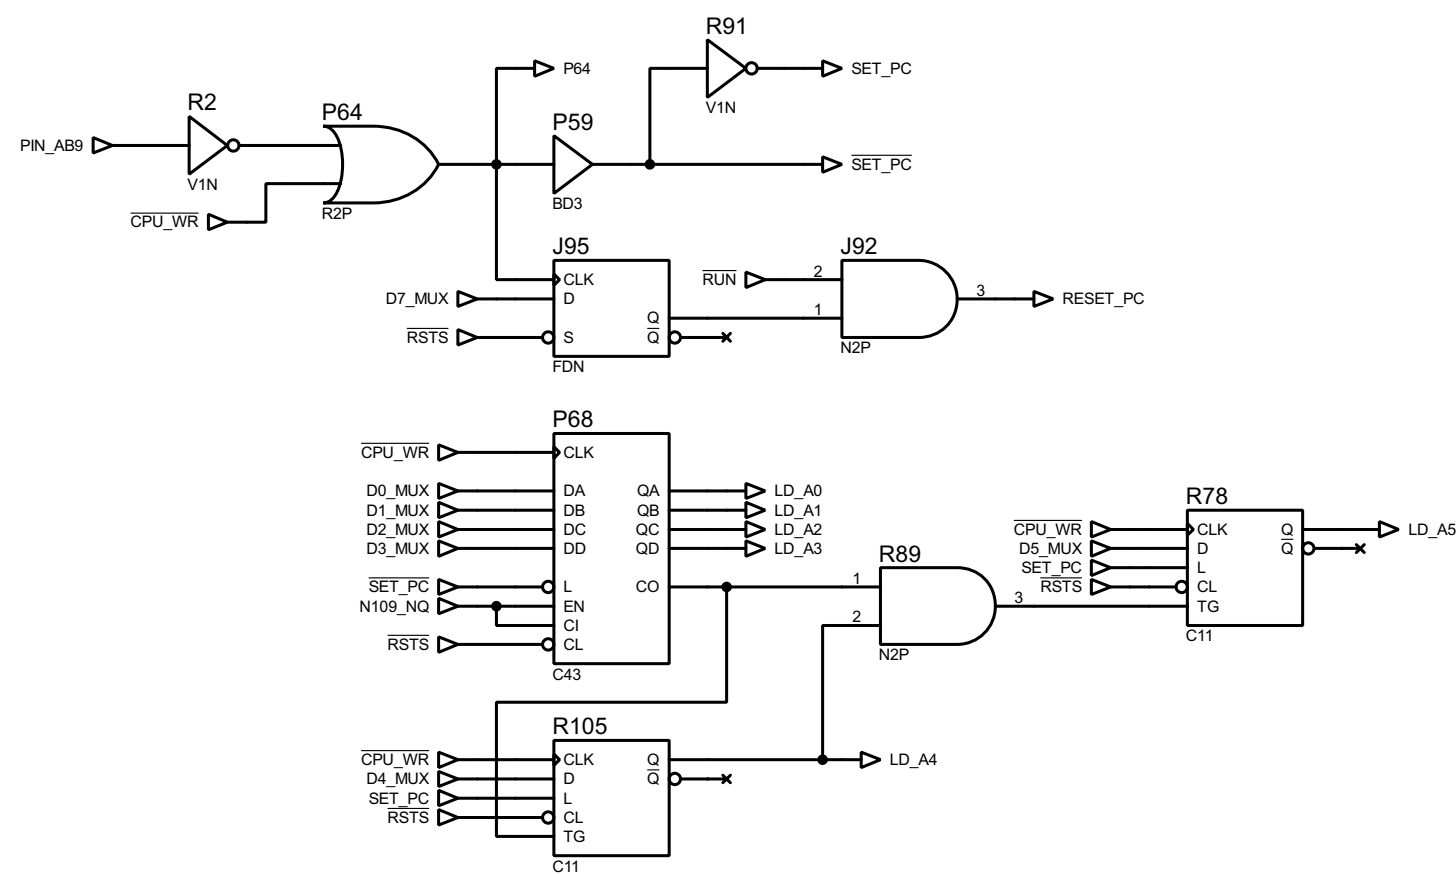 R91
P64
SET_PC
V1N
R2
P64
P59
PIN_AB9
V1N
SET_PC
R2P
BD3
CPU_WR
J95
J92
CLK
RUN
2
D7_MUX
D
3
RESET_PC
Q
1
RSTS
S
Q
N2P
FDN
P68
CPU_WR
CLK
D0_MUX
DA
QA
LD_A0
D1_MUX
DB
QB
LD_A1
D2_MUX
DC
QC
LD_A2
D3_MUX
DD
QD
LD_A3
SET_PC
L
CO
N109_NQ
EN
CI
RSTS
CL
C43
R89
1
2
3
N2P
R78
CPU_WR
CLK
Q
LD_A5
D5_MUX
D
Q
SET_PC
L
RSTS
CL
TG
C11
R105
CPU_WR
CLK
Q
LD_A4
D4_MUX
D
Q
SET_PC
L
RSTS
CL
TG
C11